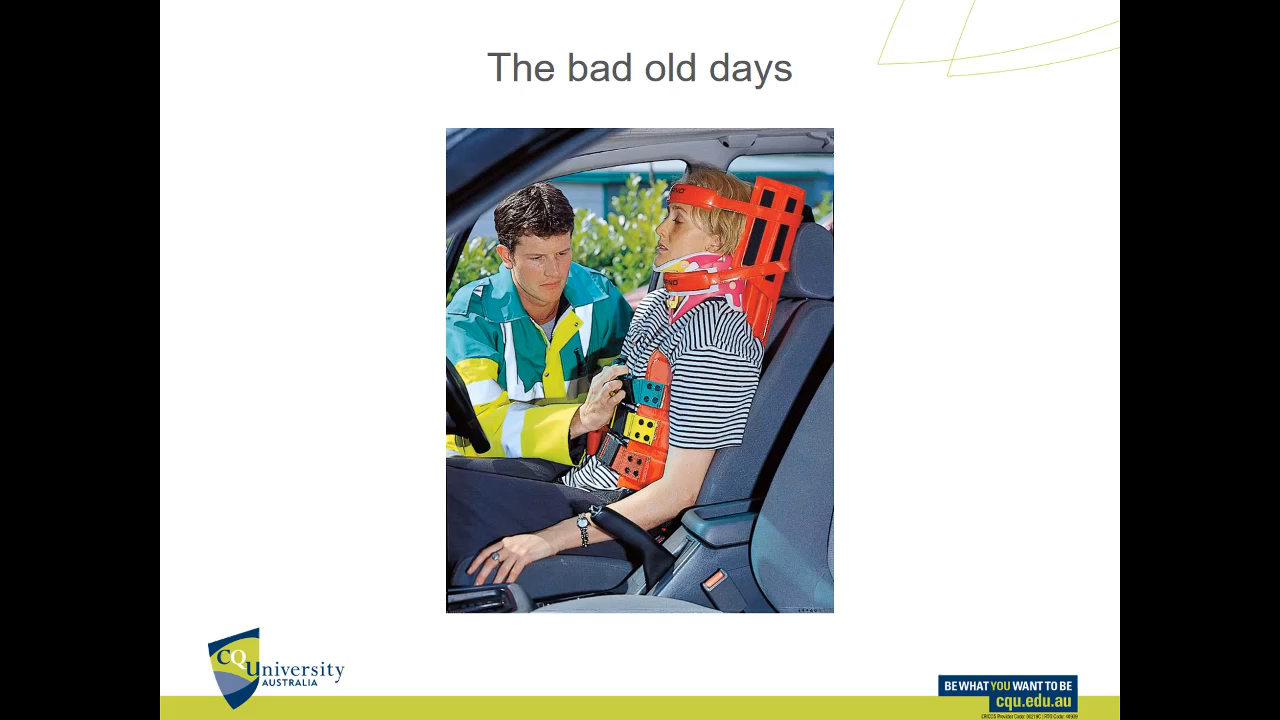 The bad old days
CQUniversity
AUSTRALIA
BE WHAT YOU WANT TO BE
cqu.edu.au